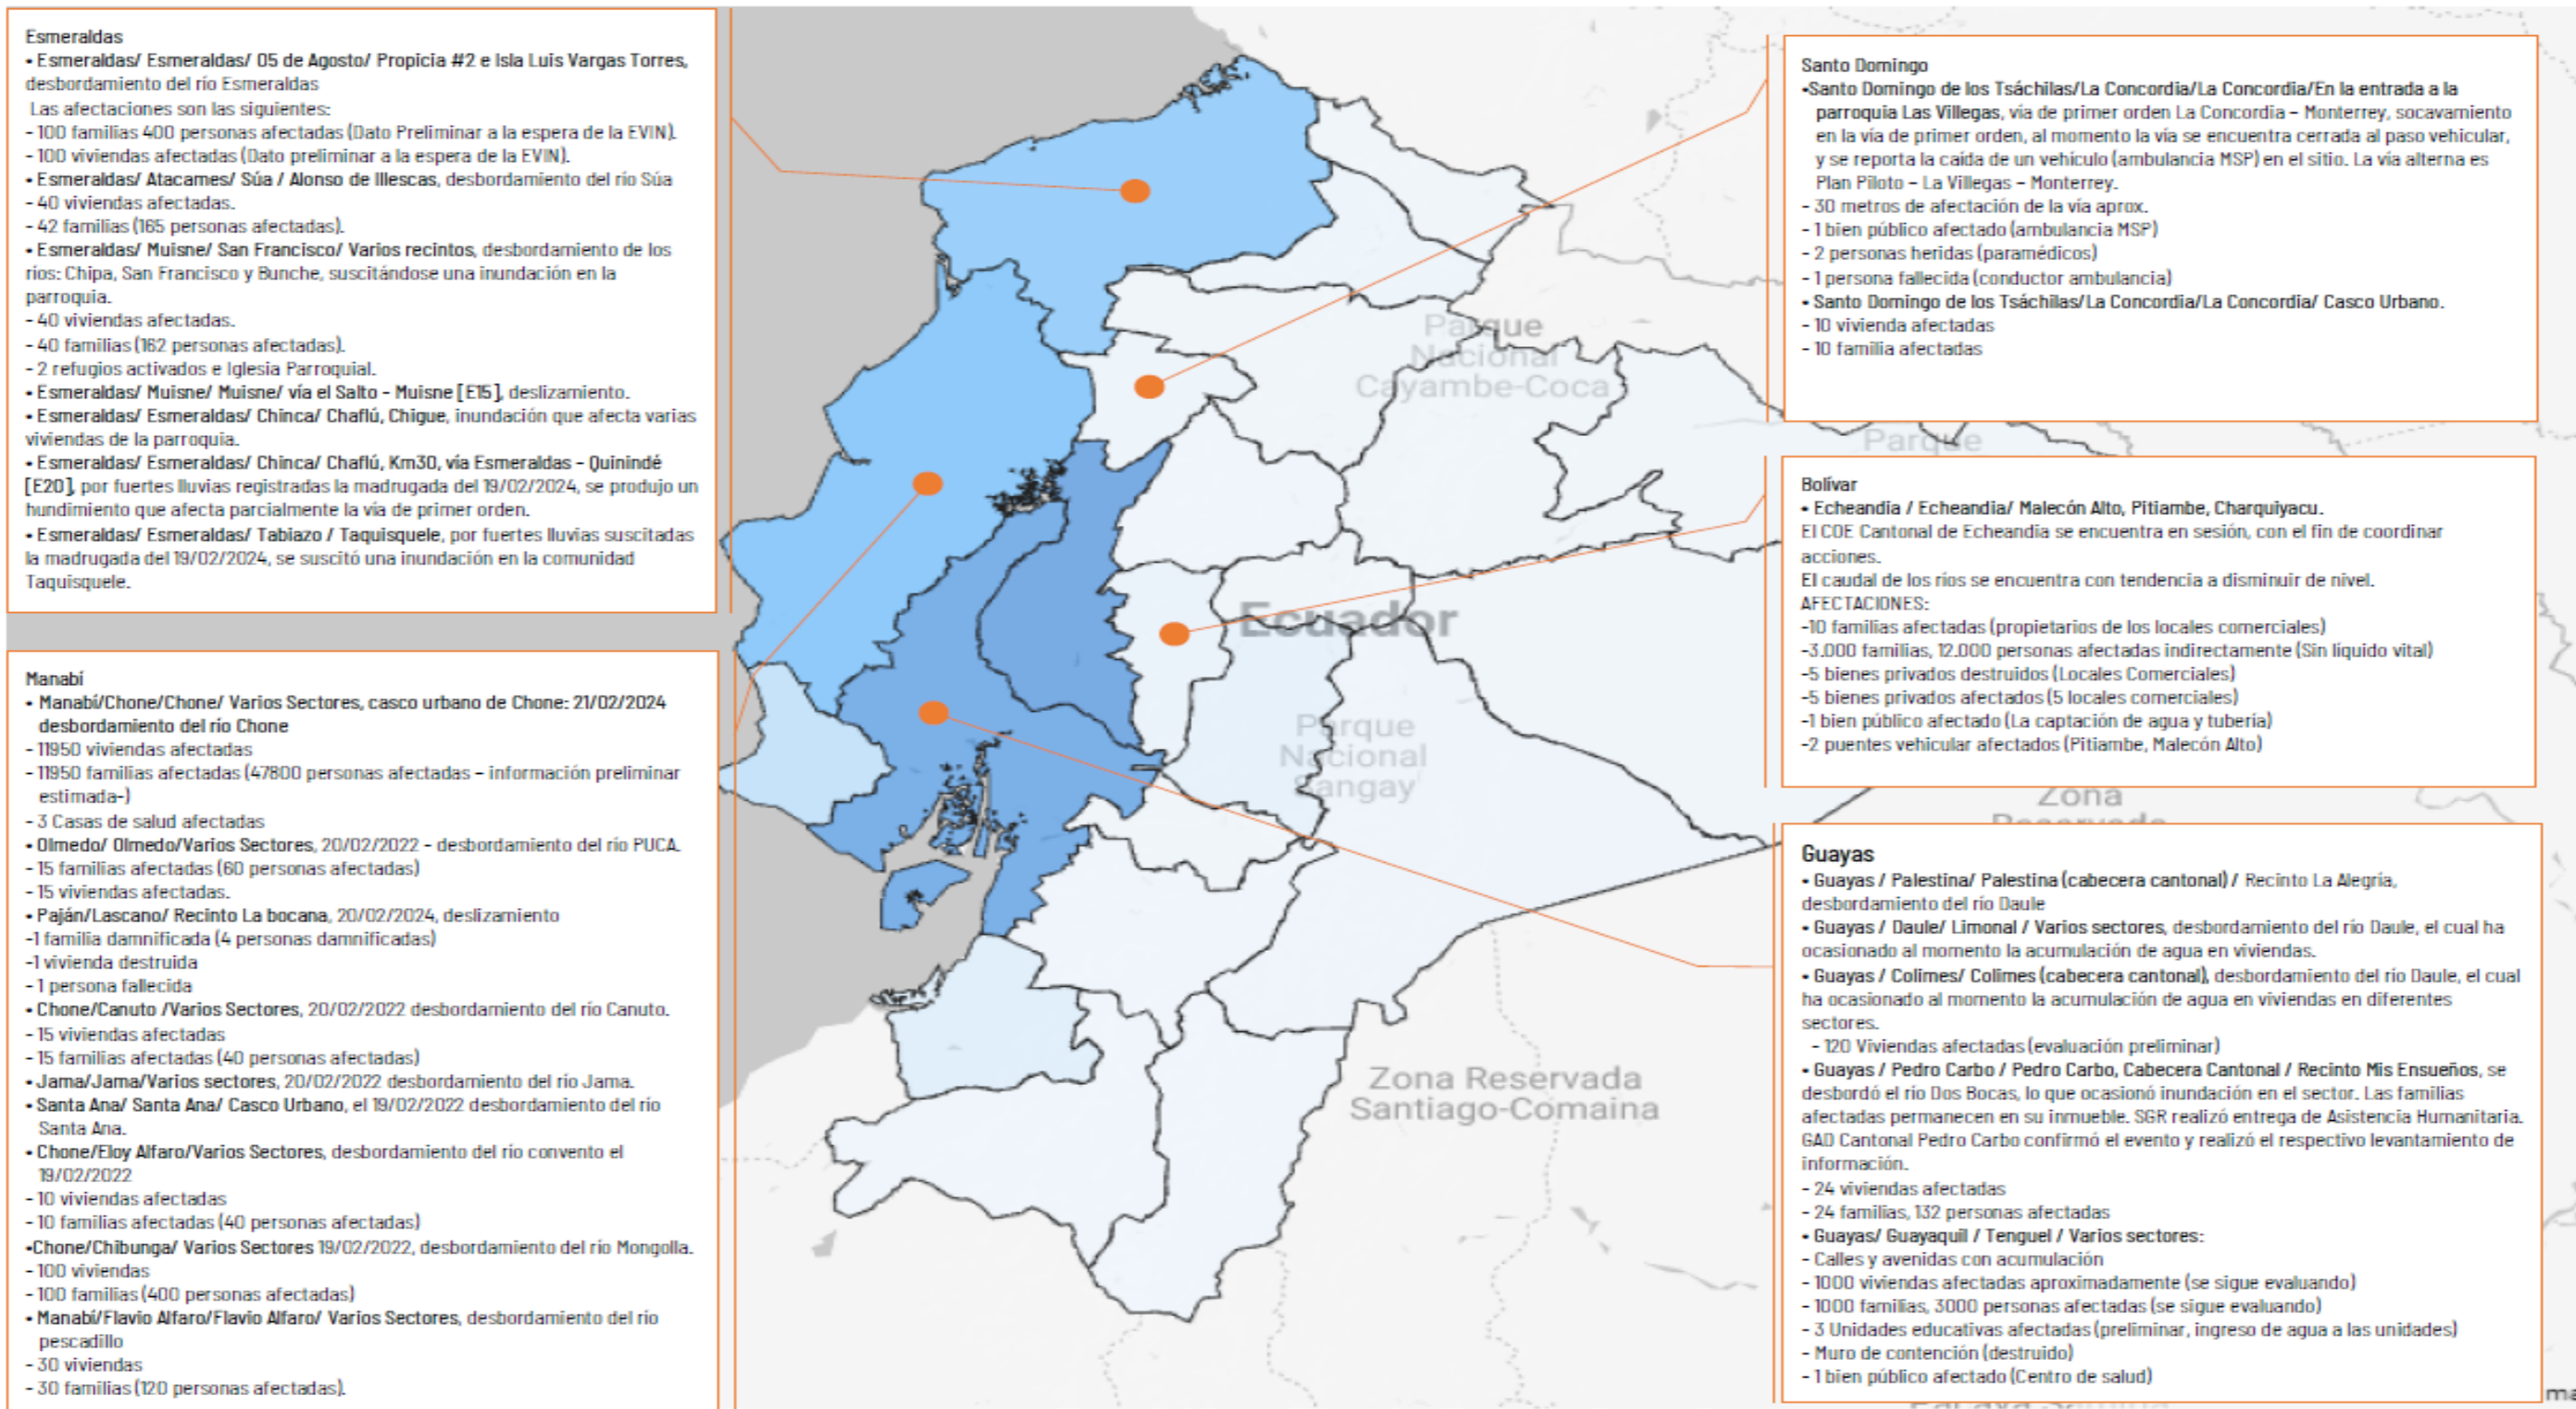 Esmeraldas
• Esmeraldas/ Esmeraldas/ 05 de Agosto/ Propicia #2 e Isla Luis Vargas Torres,
desbordamiento del río Esmeraldas
Las afectaciones son las siguientes:
- 100 familias 400 personas afectadas (Dato Preliminar a la espera de la EVIN).
- 100 viviendas afectadas (Dato preliminar a la espera de la EVIN).
• Esmeraldas/ Atacames/ Súa / Alonso de Illescas, desbordamiento del río Súa
- 40 viviendas afectadas.
- 42 familias (165 personas afectadas).
• Esmeraldas/ Muisne/ San Francisco/ Varios recintos, desbordamiento de los
ríos: Chipa, San Francisco y Bunche, suscitándose una inundación en la
parroquia.
- 40 viviendas afectadas.
- 40 familias (162 personas afectadas).
- 2 refugios activados e Iglesia Parroquial.
• Esmeraldas/ Muisne/ Muisne/ vía el Salto - Muisne [E15], deslizamiento.
• Esmeraldas/ Esmeraldas/ Chinca/ Chaflú, Chigue, inundación que afecta varias
viviendas de la parroquia.
• Esmeraldas/ Esmeraldas/ Chinca/ Chaflú, Km30, vía Esmeraldas - Quinindé
[E20], por fuertes lluvias registradas la madrugada del 19/02/2024, se produjo un
hundimiento que afecta parcialmente la vía de primer orden.
• Esmeraldas/ Esmeraldas/ Tabiazo / Taquisquele, por fuertes lluvias suscitadas
la madrugada del 19/02/2024, se suscitó una inundación en la comunidad
Taquisquele.
Manabí
• Manabí/Chone/Chone/ Varios Sectores, casco urbano de Chone: 21/02/2024
desbordamiento del río Chone
- 11950 viviendas afectadas
- 11950 familias afectadas (47800 personas afectadas – información preliminar
estimada-)
- 3 Casas de salud afectadas
• Olmedo/ Olmedo/Varios Sectores, 20/02/2022 - desbordamiento del río PUCA.
- 15 familias afectadas (60 personas afectadas)
- 15 viviendas afectadas.
• Paján/Lascano/ Recinto La bocana, 20/02/2024, deslizamiento
-1 familia damnificada (4 personas damnificadas)
-1 vivienda destruida
- 1 persona fallecida
• Chone/Canuto /Varios Sectores, 20/02/2022 desbordamiento del río Canuto.
- 15 viviendas afectadas
- 15 familias afectadas (40 personas afectadas)
• Jama/Jama/Varios sectores, 20/02/2022 desbordamiento del río Jama.
• Santa Ana/ Santa Ana/ Casco Urbano, el 19/02/2022 desbordamiento del río
Santa Ana.
• Chone/Eloy Alfaro/Varios Sectores, desbordamiento del río convento el
19/02/2022
- 10 viviendas afectadas
- 10 familias afectadas (40 personas afectadas)
•Chone/Chibunga/ Varios Sectores 19/02/2022, desbordamiento del río Mongolla.
- 100 viviendas
- 100 familias (400 personas afectadas)
• Manabí/Flavio Alfaro/Flavio Alfaro/ Varios Sectores, desbordamiento del río
pescadillo
- 30 viviendas
- 30 familias (120 personas afectadas).
Parque
Nacional
Cayambe-Coca
Ecuador
Parque
Nacional
Sangay
Zona Reservada
Santiago-Comaina
Santo Domingo
•Santo Domingo de los Tsáchilas/La Concordia/La Concordia/En la entrada a la
parroquia Las Villegas, vía de primer orden La Concordia – Monterrey, socavamiento
en la vía de primer orden, al momento la vía se encuentra cerrada al paso vehicular,
y se reporta la caída de un vehículo (ambulancia MSP) en el sitio. La vía alterna es
Plan Piloto – La Villegas – Monterrey.
- 30 metros de afectación de la vía aprox.
- 1 bien público afectado (ambulancia MSP)
- 2 personas heridas (paramédicos)
- 1 persona fallecida (conductor ambulancia)
• Santo Domingo de los Tsáchilas/La Concordia/La Concordia/ Casco Urbano.
- 10 vivienda afectadas
- 10 familia afectadas
Parque
Bolívar
• Echeandia / Echeandia/ Malecón Alto, Pitiambe, Charquiyacu.
El COE Cantonal de Echeandia se encuentra en sesión, con el fin de coordinar
acciones.
El caudal de los ríos se encuentra con tendencia a disminuir de nivel.
AFECTACIONES:
-10 familias afectadas (propietarios de los locales comerciales)
-3.000 familias, 12.000 personas afectadas indirectamente (Sin líquido vital)
-5 bienes privados destruidos (Locales Comerciales)
-5 bienes privados afectados (5 locales comerciales)
-1 bien público afectado (La captación de agua y tubería)
-2 puentes vehicular afectados (Pitiambe, Malecón Alto)
Zona
Guayas
• Guayas / Palestina/ Palestina (cabecera cantonal) / Recinto La Alegría,
desbordamiento del río Daule
• Guayas / Daule/ Limonal / Varios sectores, desbordamiento del río Daule, el cual ha
ocasionado al momento la acumulación de agua en viviendas.
• Guayas / Colimes/ Colimes (cabecera cantonal), desbordamiento del río Daule, el cual
ha ocasionado al momento la acumulación de agua en viviendas en diferentes
sectores.
- 120 Viviendas afectadas (evaluación preliminar)
• Guayas / Pedro Carbo / Pedro Carbo, Cabecera Cantonal / Recinto Mis Ensueños, se
desbordó el río Dos Bocas, lo que ocasionó inundación en el sector. Las familias
afectadas permanecen en su inmueble. SGR realizó entrega de Asistencia Humanitaria.
GAD Cantonal Pedro Carbo confirmó el evento y realizó el respectivo levantamiento de
información.
- 24 viviendas afectadas
- 24 familias, 132 personas afectadas
• Guayas/ Guayaquil / Tenguel / Varios sectores:
- Calles y avenidas con acumulación
- 1000 viviendas afectadas aproximadamente (se sigue evaluando)
- 1000 familias, 3000 personas afectadas (se sigue evaluando)
- 3 Unidades educativas afectadas (preliminar, ingreso de agua a las unidades)
- Muro de contención (destruido)
- 1 bien público afectado (Centro de salud)